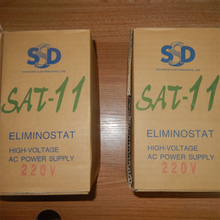 SSD
SAT-11
ELIMINOSTAT
HIGH-VOLTAGE
AC POWER SUPPLY
220V
SSD
SAT-11
ELIMINOSTAT
HIGH-VOLTAGE
AC POWER SUPPLY
220V